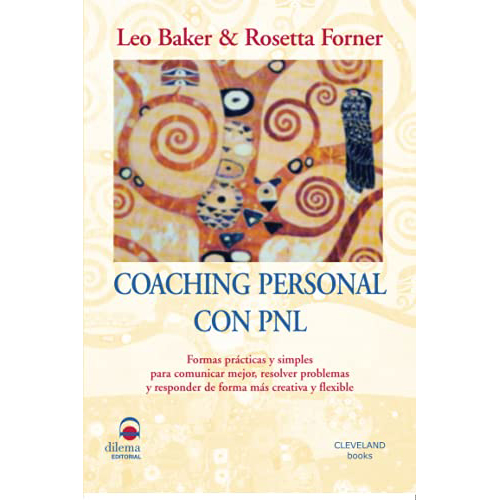 Leo Baker & Rosetta Forner
COACHING PERSONAL
CON PNL
Formas prácticas y simples
para comunicar mejor, resolver problemas
y responder de forma más creativa y flexible
dilema
EDITORIAL
CLEVELAND
books